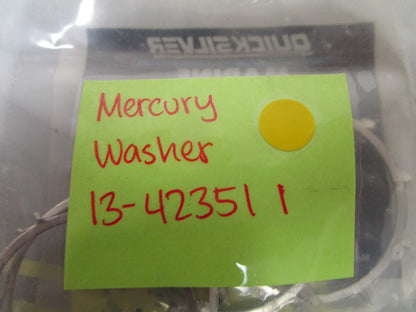 QUICKSILVER
Mercury
Washer
13-42351 1